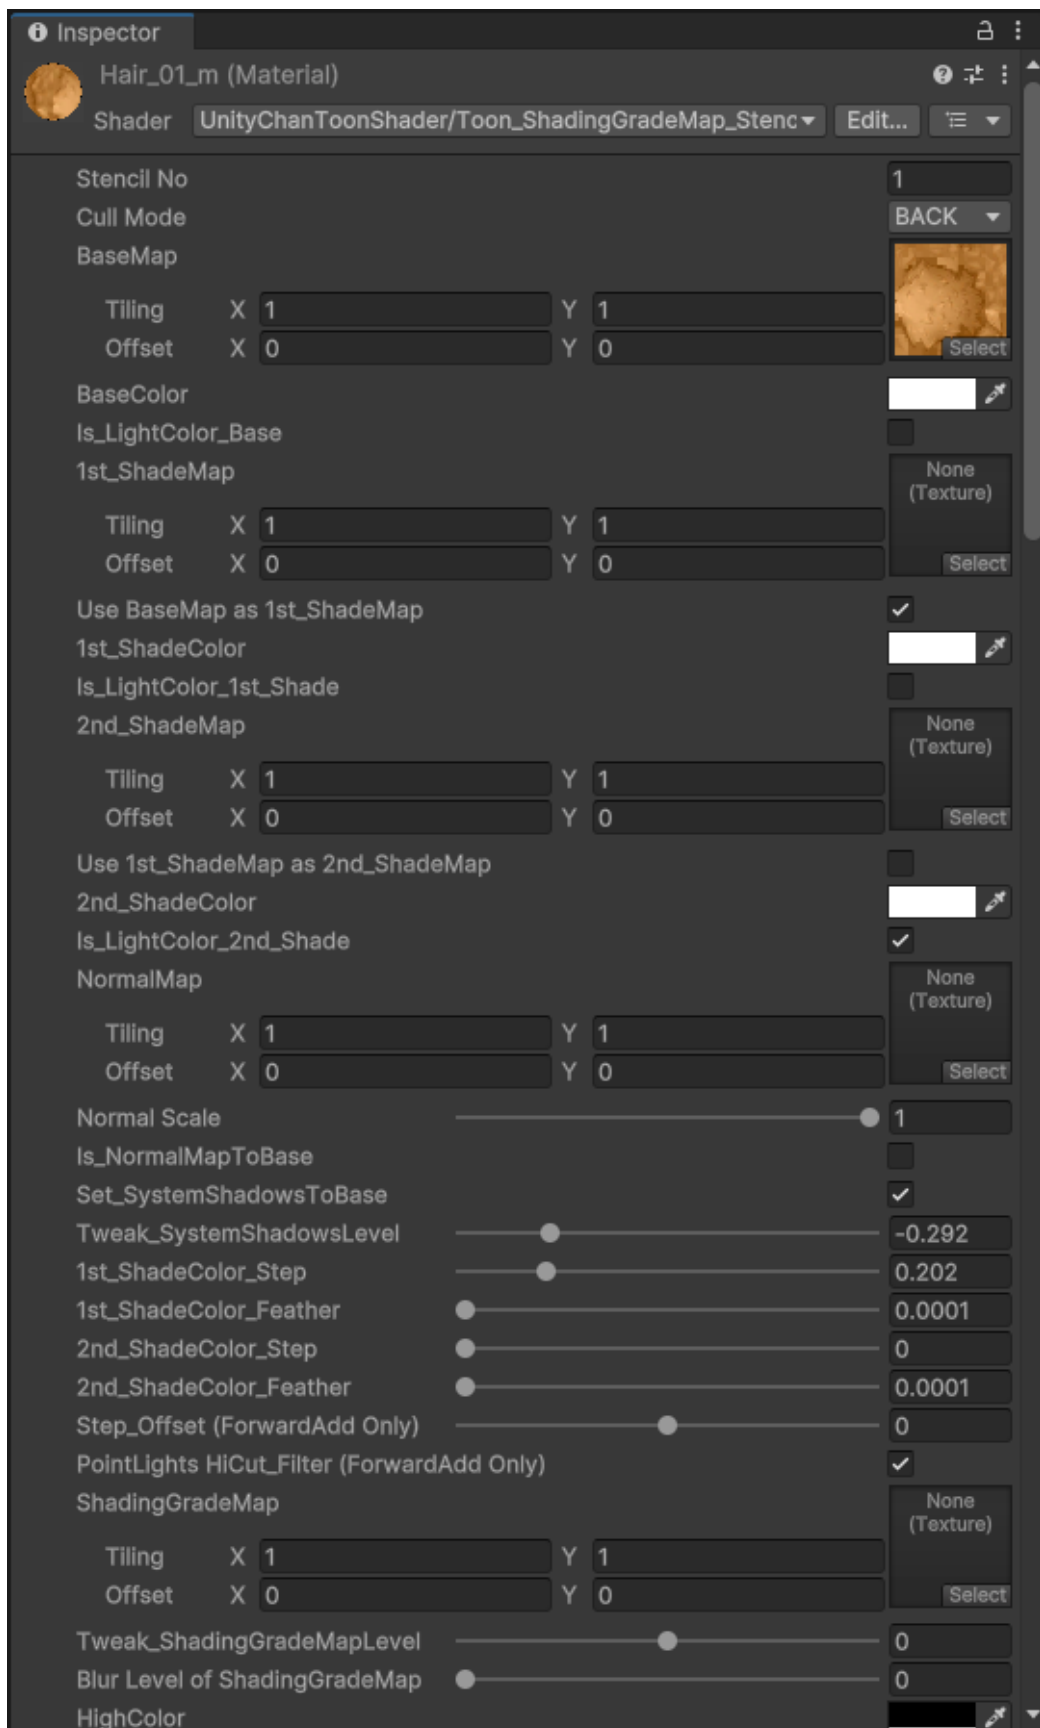 Inspector
Hair_01_m (Material)
Shader UnityChanToonShader/Toon_ShadingGradeMap_Stenc Edit...
Stencil No 1
Cull Mode BACK
BaseMap
Tiling X 1 Y 1
Offset X 0 Y 0 Select
BaseColor
Is_LightColor_Base
1st_ShadeMap None
(Texture)
Tiling X 1 Y 1
Offset X 0 Y 0 Select
Use BaseMap as 1st_ShadeMap
1st_ShadeColor
Is_LightColor_1st_Shade
2nd_ShadeMap None
(Texture)
Tiling X 1 Y 1
Offset X 0 Y 0 Select
Use 1st_ShadeMap as 2nd_ShadeMap
2nd_ShadeColor
Is_LightColor_2nd_Shade
NormalMap None
(Texture)
Tiling X 1 Y 1
Offset X 0 Y 0 Select
Normal Scale 1
Is_NormalMapToBase
Set_SystemShadowsToBase
Tweak_SystemShadowsLevel -0.292
1st_ShadeColor_Step 0.202
1st_ShadeColor_Feather 0.0001
2nd_ShadeColor_Step 0
2nd_ShadeColor_Feather 0.0001
Step_Offset (ForwardAdd Only) 0
PointLights HiCut_Filter (ForwardAdd Only)
ShadingGradeMap None
(Texture)
Tiling X 1 Y 1
Offset X 0 Y 0 Select
Tweak_ShadingGradeMapLevel 0
Blur Level of ShadingGradeMap 0
HighColor